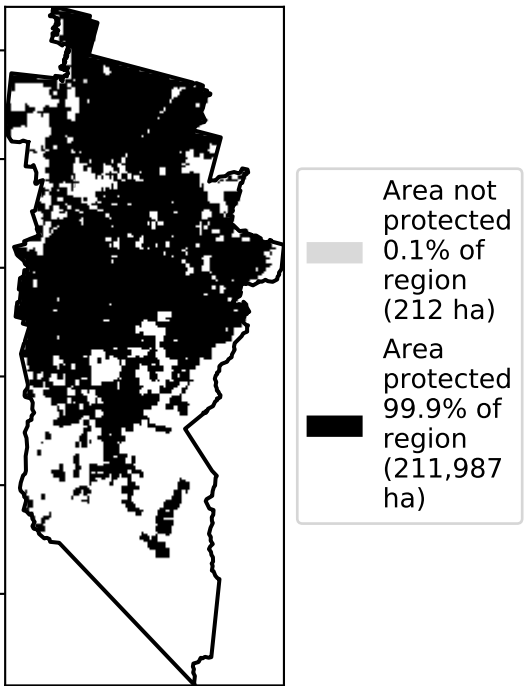 Area not
protected
0.1% of
region
(212 ha)
Area
protected
99.9% of
region
(211,987
ha)